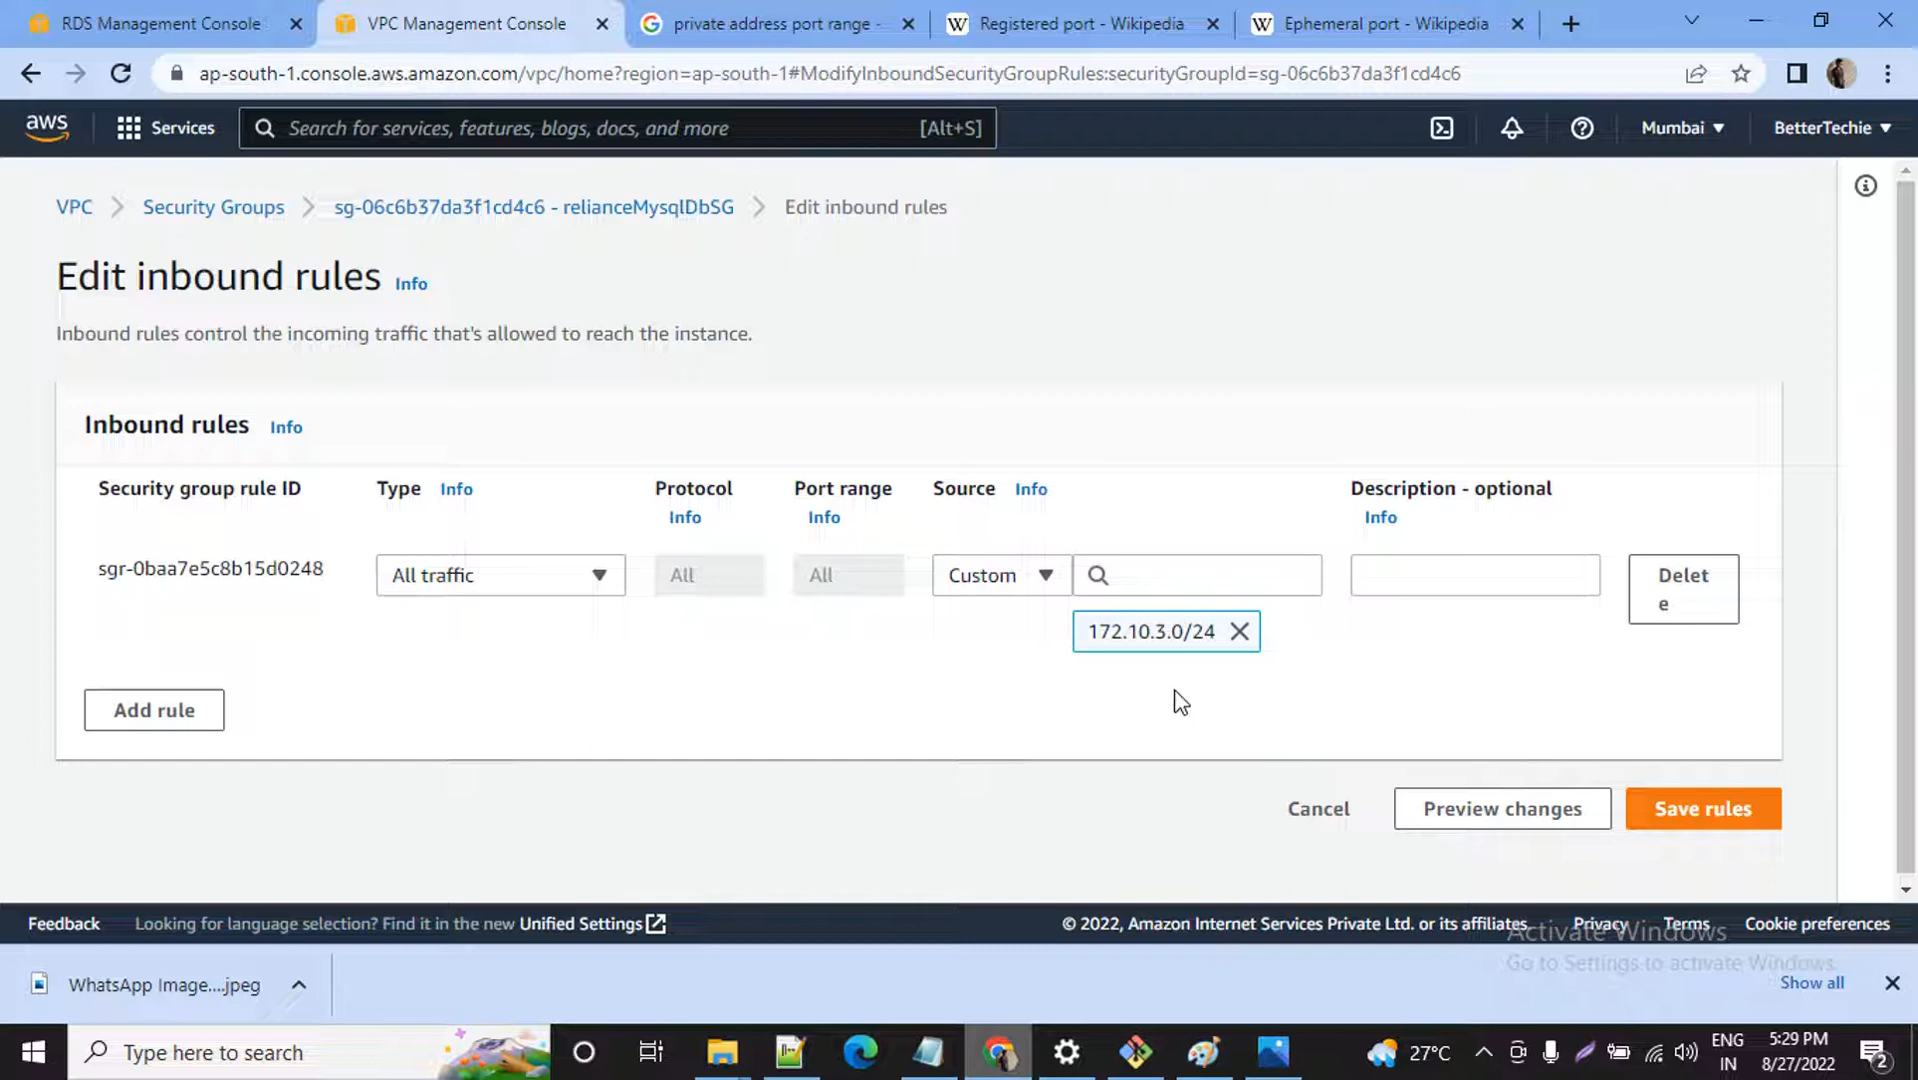 RDS Management Console
VPC Management Console
private address port range -
Registered port - Wikipedia
Ephemeral port - Wikipedia
ap-south-1.console.aws.amazon.com/vpc/home?region=ap-south-1#ModifyInboundSecurityGroupRules:securityGroupId=sg-06c6b37da3f1cd4c6
aws
Services
Search for services, features, blogs, docs, and more
[Alt+S]
Mumbai
BetterTechie
VPC
Security Groups
sg-06c6b37da3f1cd4c6 - relianceMysqlDbSG
Edit inbound rules
Edit inbound rules Info
Inbound rules control the incoming traffic that's allowed to reach the instance.
Inbound rules Info
Security group rule ID
Type Info
Protocol
Info
Port range
Info
Source Info
Description - optional
Info
sgr-0baa7e5c8b15d0248
All traffic
All
All
Custom
172.10.3.0/24
Delet
e
Add rule
Cancel
Preview changes
Save rules
Feedback
Looking for language selection? Find it in the new Unified Settings
© 2022, Amazon Internet Services Private Ltd. or its affiliates.
Privacy
Terms
Cookie preferences
Activate Windows
Go to Settings to activate Windows.
WhatsApp Image....jpeg
Show all
Type here to search
27°C
ENG
IN
5:29 PM
8/27/2022
2